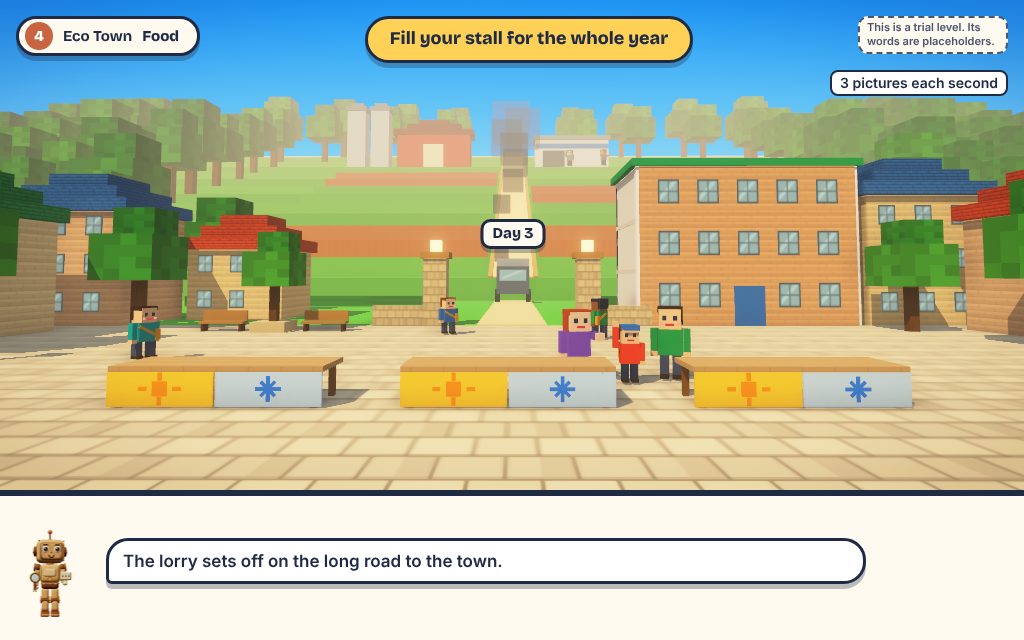 4 Eco Town Food
Fill your stall for the whole year
This is a trial level. Its
words are placeholders.
3 pictures each second
Day 3
The lorry sets off on the long road to the town.